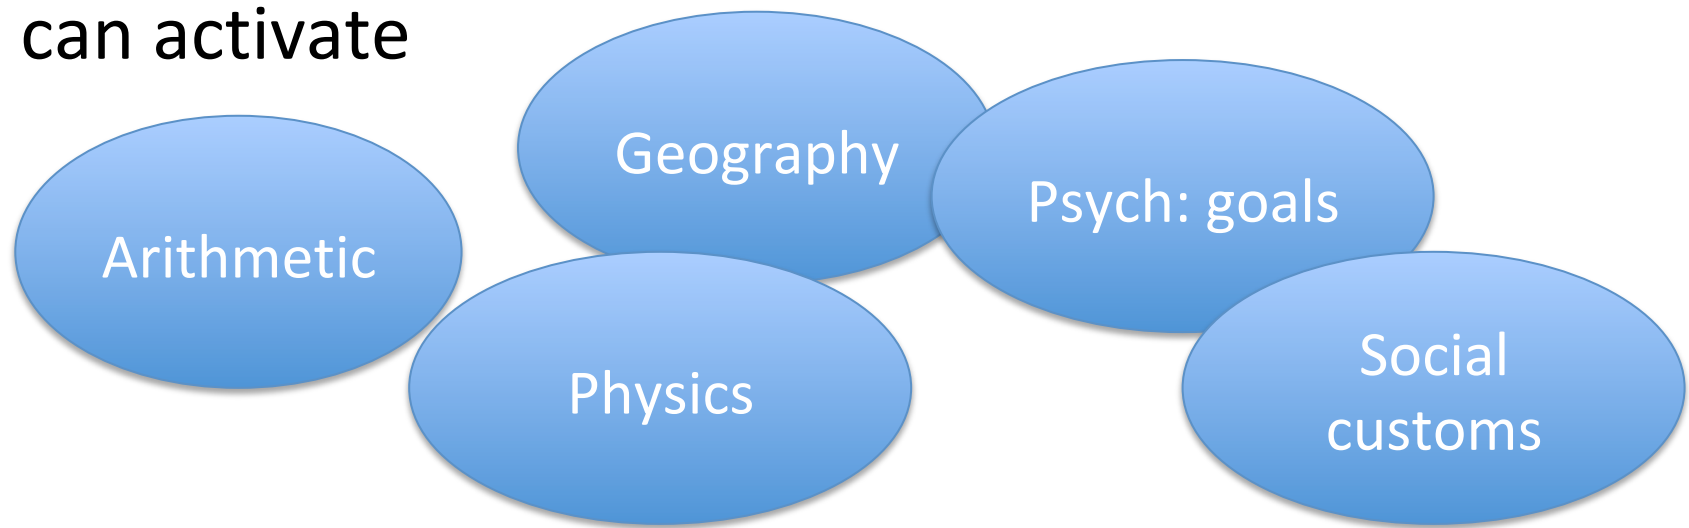 can activate
Geography
Psych: goals
Arithmetic
Physics
Social
customs